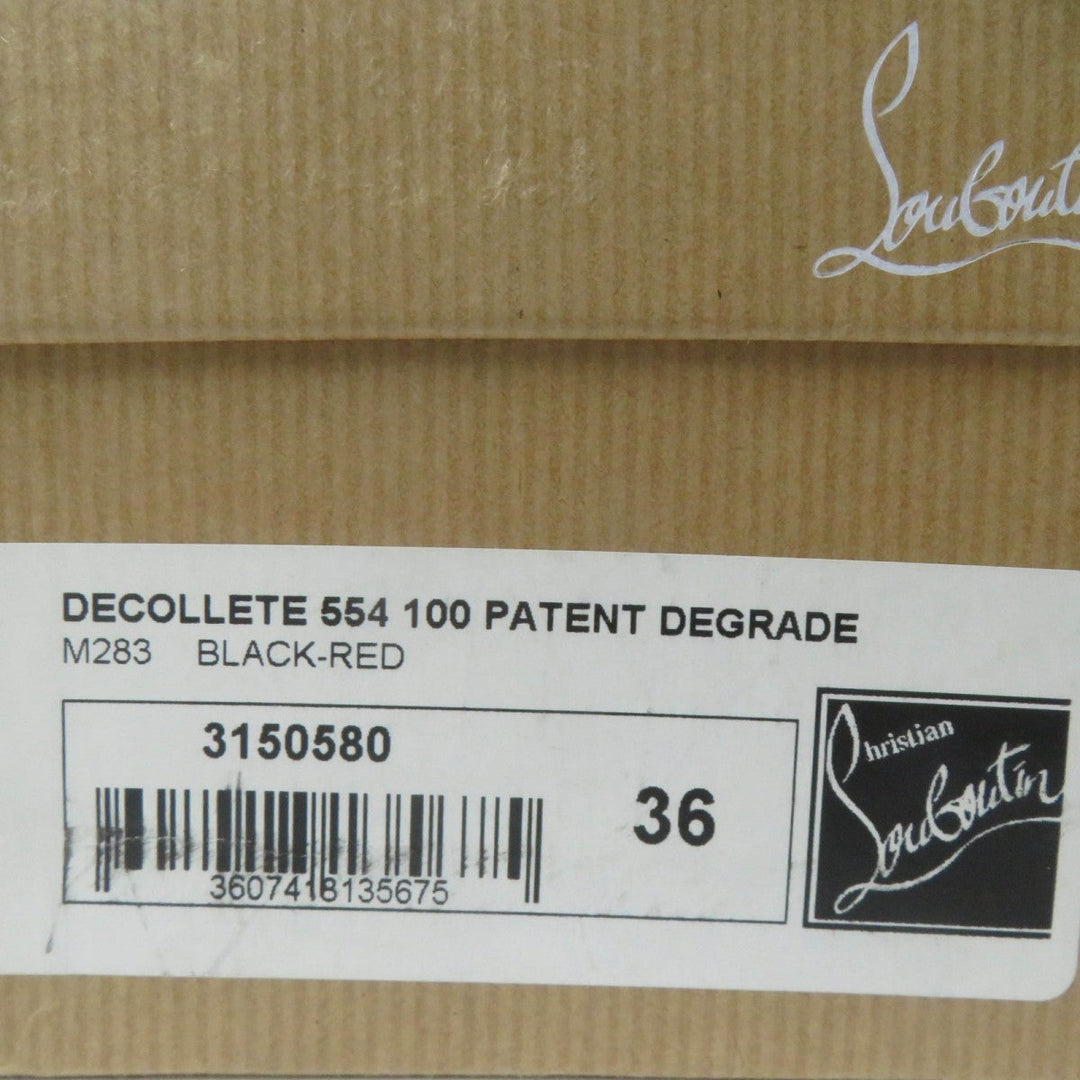 Louboutin
DECOLLETE 554 100 PATENT DEGRADE
M283 BLACK-RED
3150580
36
3607418135675
Christian
Louboutin